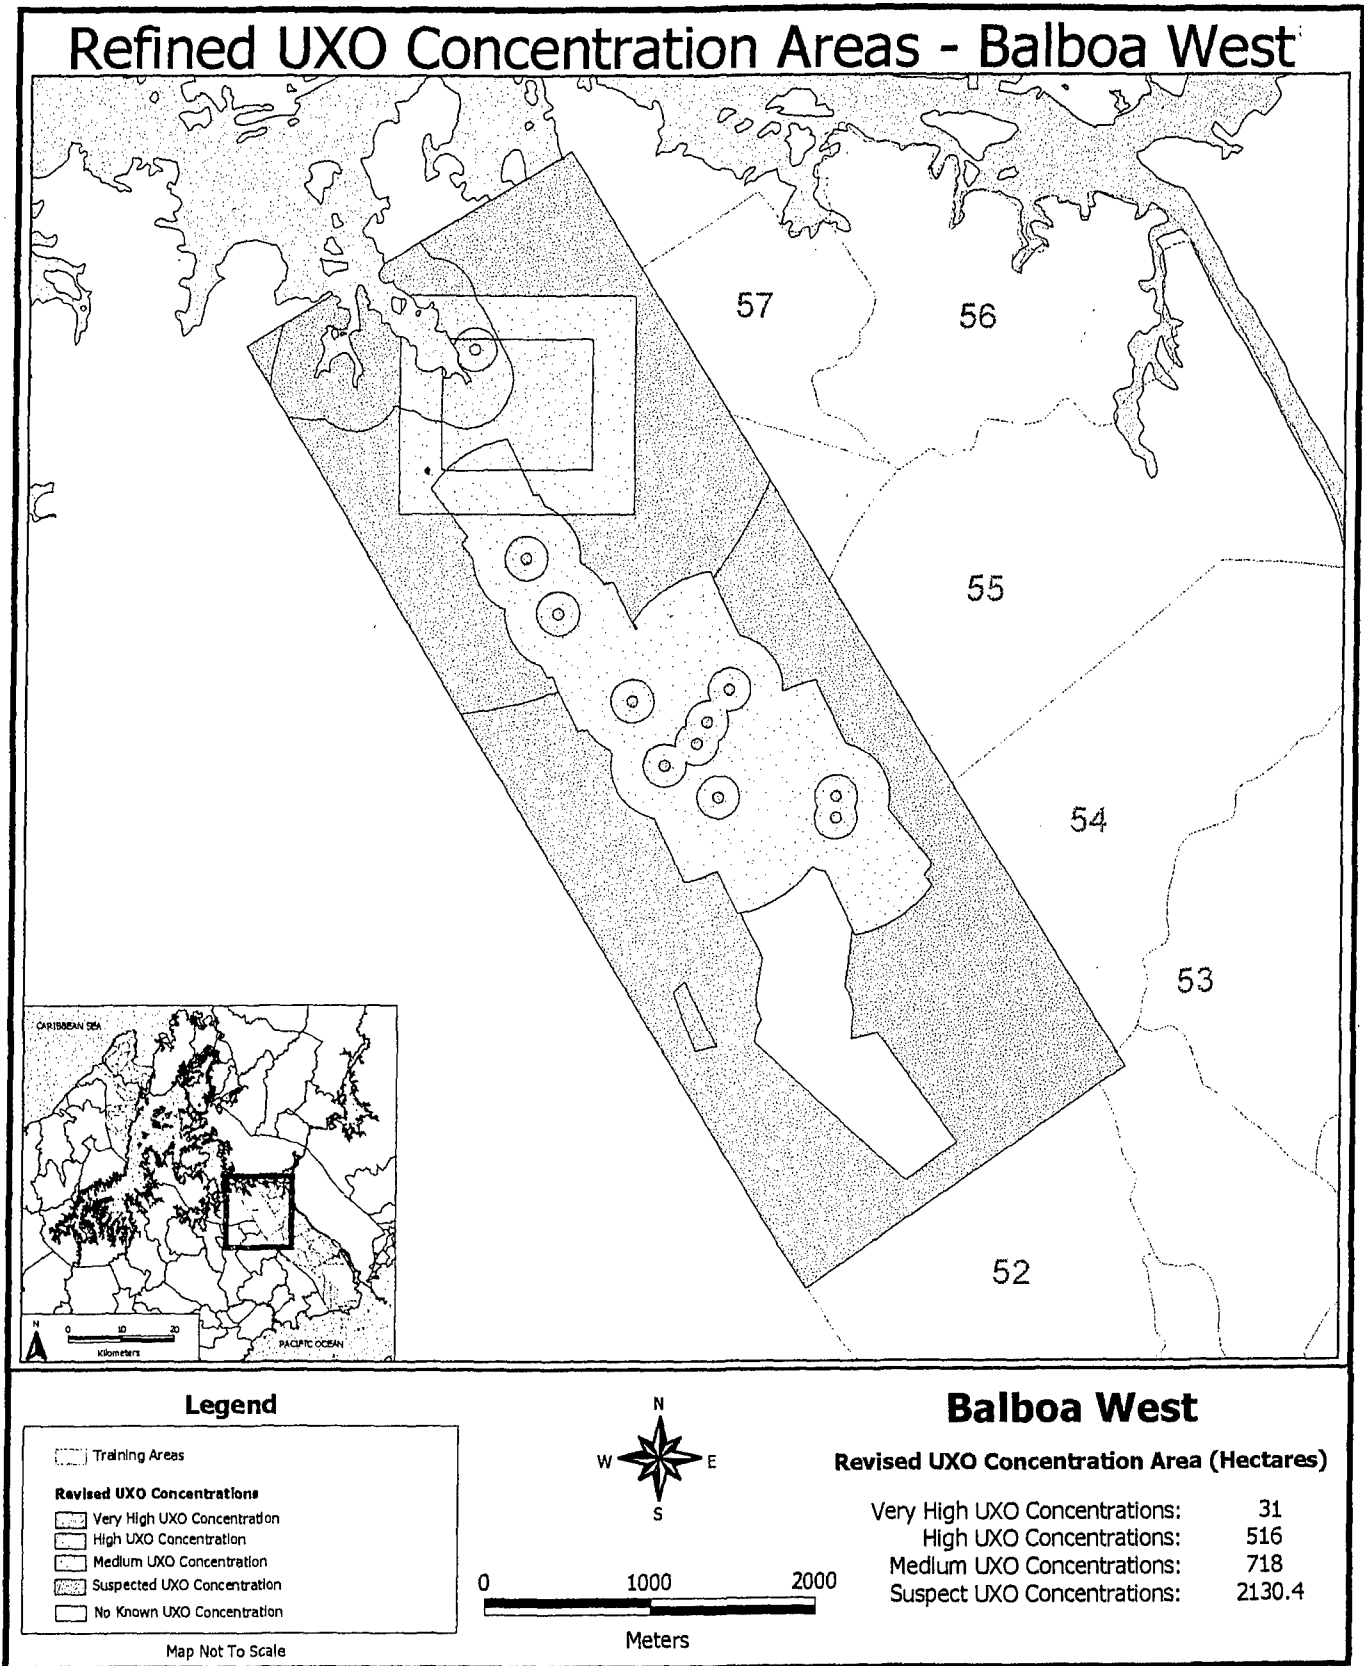 Refined UXO Concentration Areas - Balboa West
57
56
55
54
53
52
CARIBBEAN SEA
PACIFIC OCEAN
N
0 10 20
Kilometers
Legend
Training Areas
Revised UXO Concentrations
Very High UXO Concentration
High UXO Concentration
Medium UXO Concentration
Suspected UXO Concentration
No Known UXO Concentration
Map Not To Scale
N
W E
S
0 1000 2000
Meters
Balboa West
Revised UXO Concentration Area (Hectares)
Very High UXO Concentrations: 31
High UXO Concentrations: 516
Medium UXO Concentrations: 718
Suspect UXO Concentrations: 2130.4